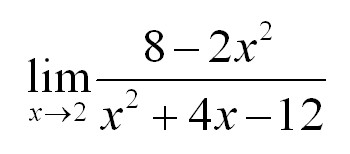 lim x→2 (8 − 2x²)/(x² + 4x − 12)